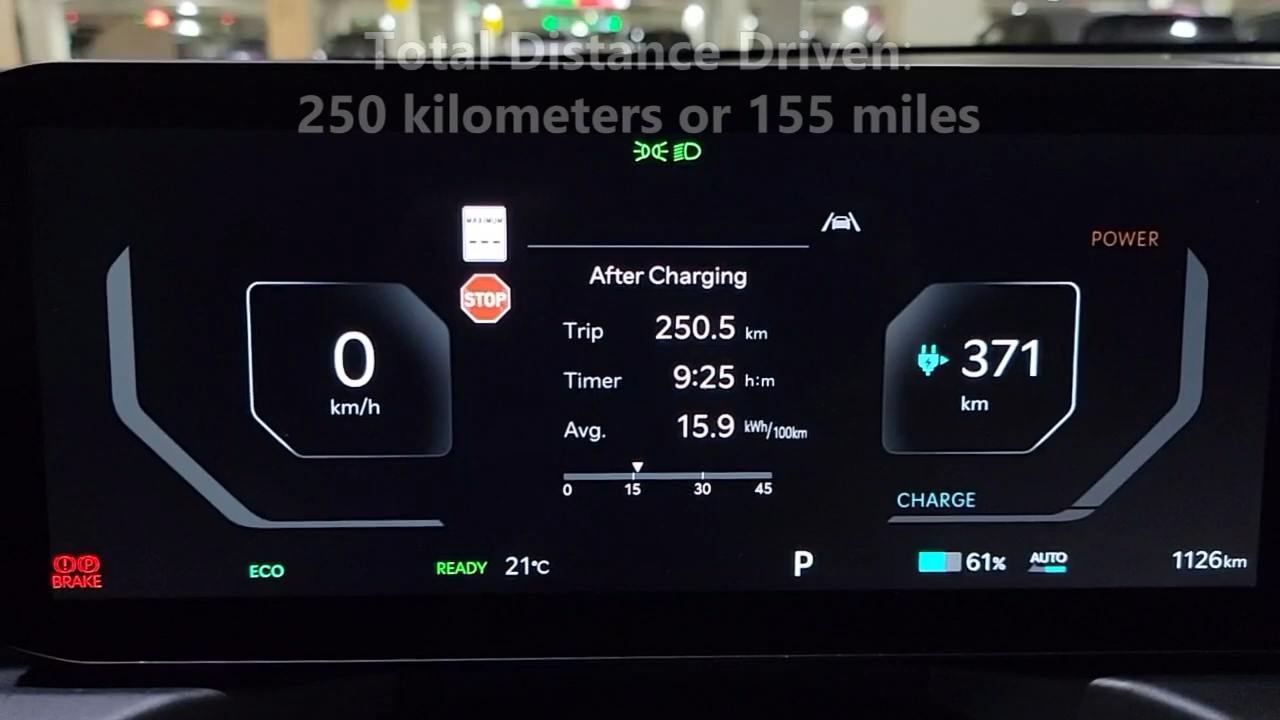 Total Distance Driven:
250 kilometers or 155 miles
MAXIMUM
---
STOP
POWER
After Charging
Trip 250.5 km
Timer 9:25 h:m
Avg. 15.9 kWh/100km
0 15 30 45
0
km/h
371
km
CHARGE
BRAKE
ECO
READY 21°C
P
61%
AUTO
1126km